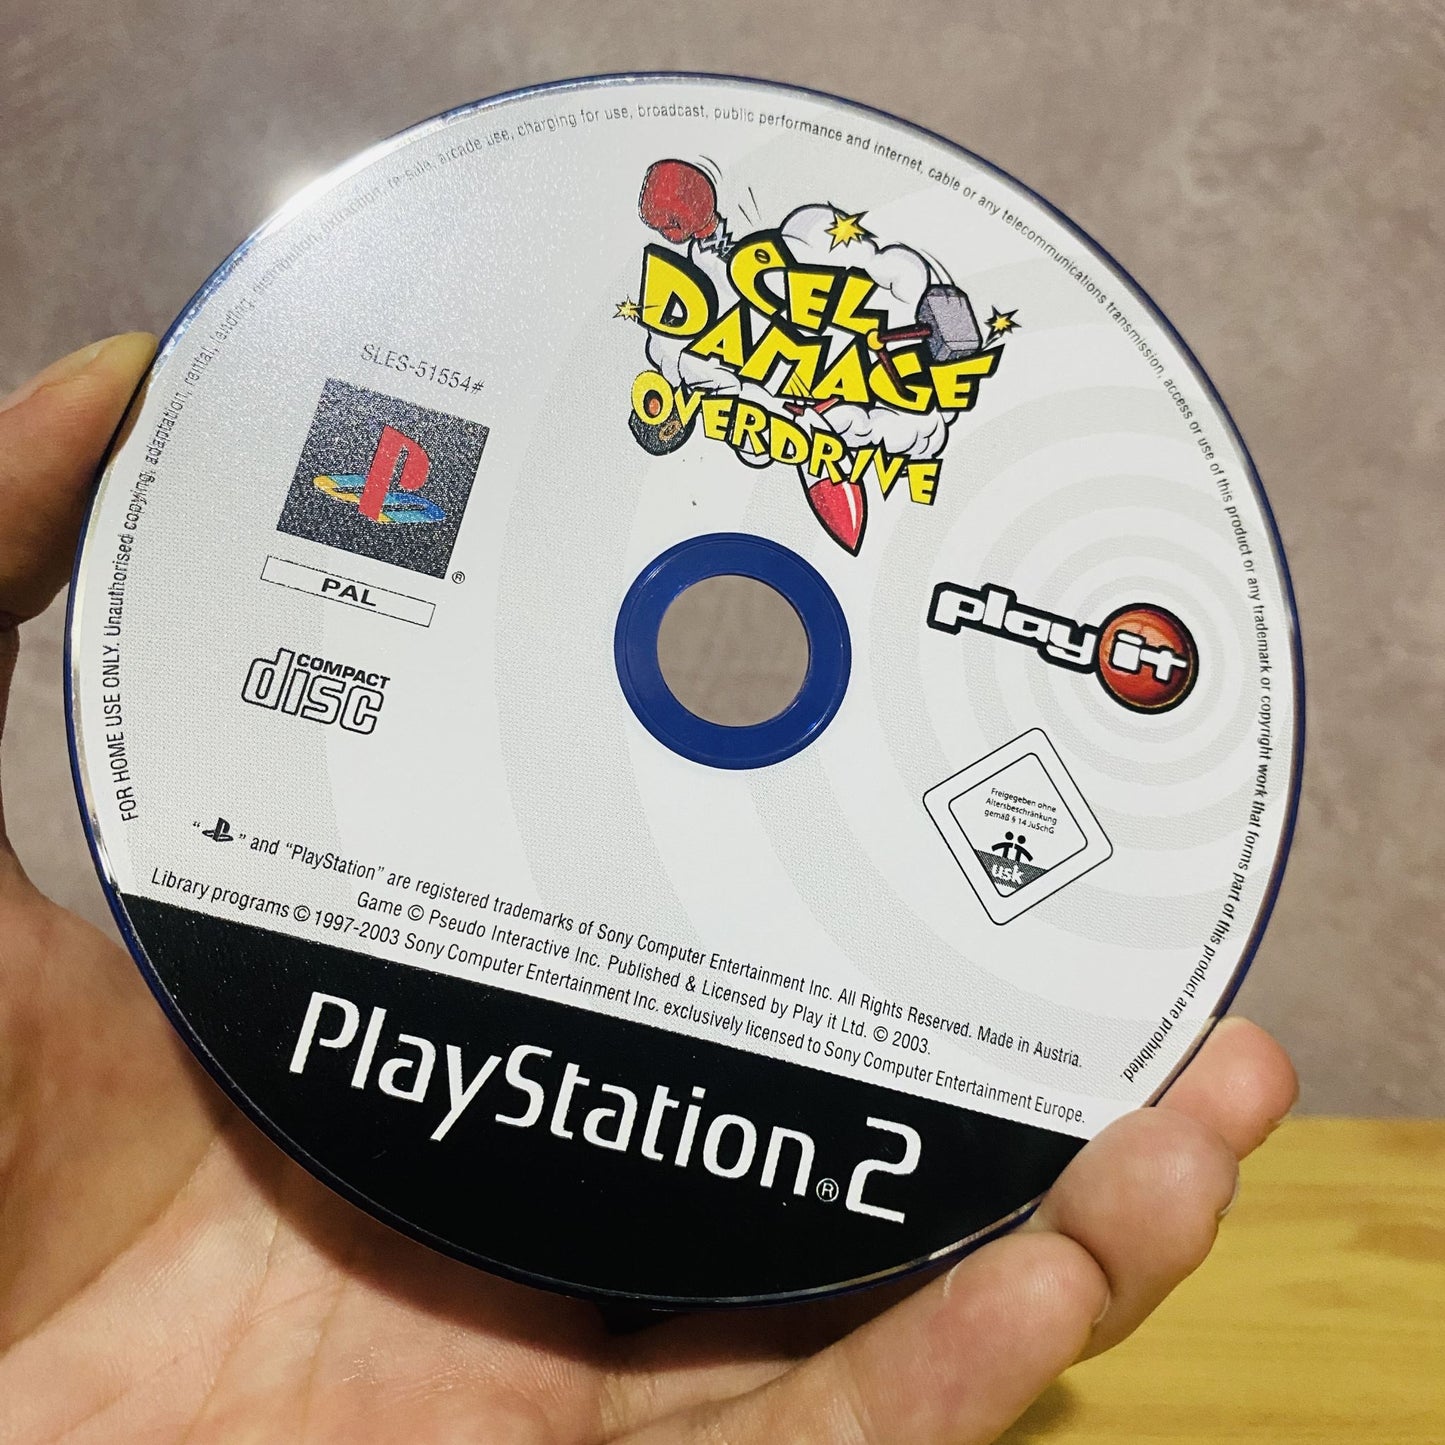 FOR HOME USE ONLY. Unauthorised copying, adaptation, rental, lending, distribution, extraction, re-sale, arcade use, charging for use, broadcast, public performance and internet, cable or any telecommunications transmission, access or use of this product or any trademark or copyright work that forms part of this product are prohibited.
CEL
DAMAGE
OVERDRIVE
SLES-51554#
®
PAL
COMPACT
disc
play it
Freigegeben ohne
Altersbeschränkung
gemäß § 14 JuSchG
usk
" " and "PlayStation" are registered trademarks of Sony Computer Entertainment Inc. All Rights Reserved. Made in Austria.
Game © Pseudo Interactive Inc. Published & Licensed by Play it Ltd. © 2003.
Library programs © 1997-2003 Sony Computer Entertainment Inc. exclusively licensed to Sony Computer Entertainment Europe.
PlayStation®2